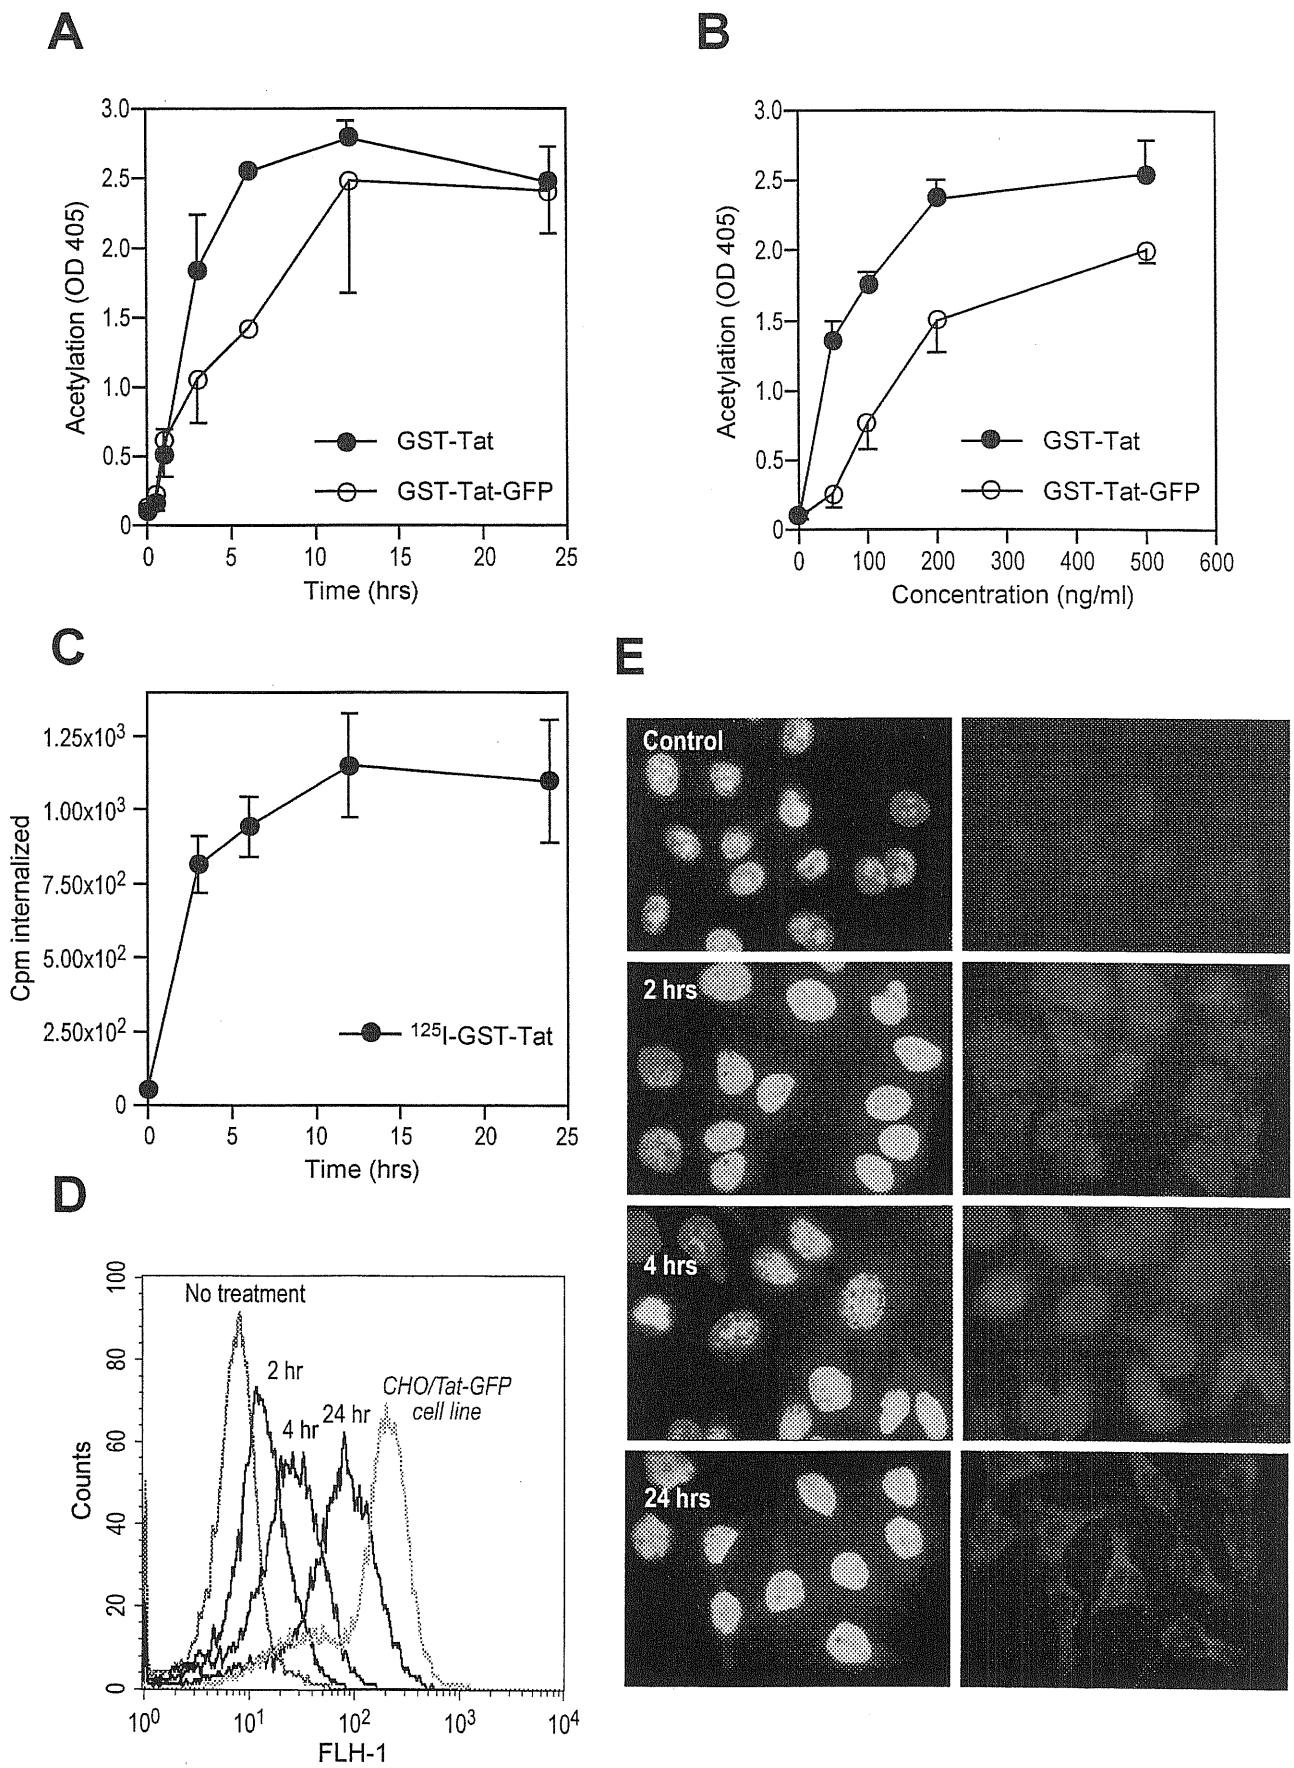 A
3.0
2.5
2.0
1.5
1.0
0.5
0
Acetylation (OD 405)
GST-Tat
GST-Tat-GFP
0 5 10 15 20 25
Time (hrs)
B
3.0
2.5
2.0
1.5
1.0
0.5
0
Acetylation (OD 405)
GST-Tat
GST-Tat-GFP
0 100 200 300 400 500 600
Concentration (ng/ml)
C
1.25x10³
1.00x10³
7.50x10²
5.00x10²
2.50x10²
0
Cpm internalized
¹²⁵I-GST-Tat
0 5 10 15 20 25
Time (hrs)
D
100
80
60
40
20
0
Counts
No treatment
2 hr
4 hr
24 hr
CHO/Tat-GFP
cell line
10⁰ 10¹ 10² 10³ 10⁴
FLH-1
E
Control
2 hrs
4 hrs
24 hrs